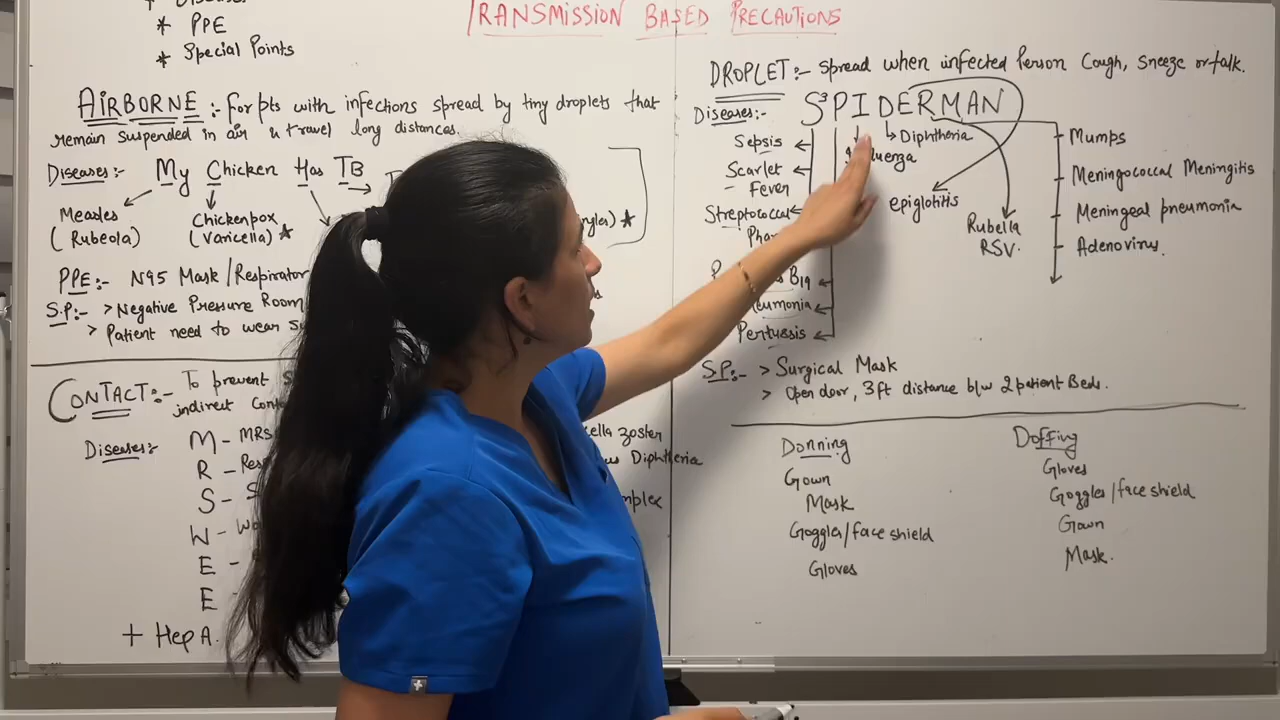 TRANSMISSION BASED PRECAUTIONS
* PPE
* Special Points
AIRBORNE :- for pts with infections spread by tiny droplets that
remain suspended in air & travel long distances.
Diseases:- My Chicken Has TB
Measles
(Rubeola)
Chickenpox
(Varicella) *
*
PPE:- N95 Mask/Respirator
S.P:- > Negative Pressure Room
> Patient need to wear
CONTACT:- To prevent
indirect
Diseases:-
M -
R -
S -
W -
E -
E -
+ Hep A.
zoster
Diphtheria
DROPLET:- Spread when infected Person Cough, Sneeze or talk.
Diseases:- S³PIDERMAN
Sepsis
Scarlet
Fever
Streptococcal
B19
Pertussis
Diphtheria
epiglotitis
Rubella
RSV.
Mumps
Meningococcal Meningitis
Meningeal pneumonia
Adenovirus.
S.P:- > Surgical Mask
> Open door, 3ft distance b/w 2 patient Beds.
Donning
Gown
Mask
Goggles/face shield
Gloves
Doffing
Gloves
Goggles/face shield
Gown
Mask.